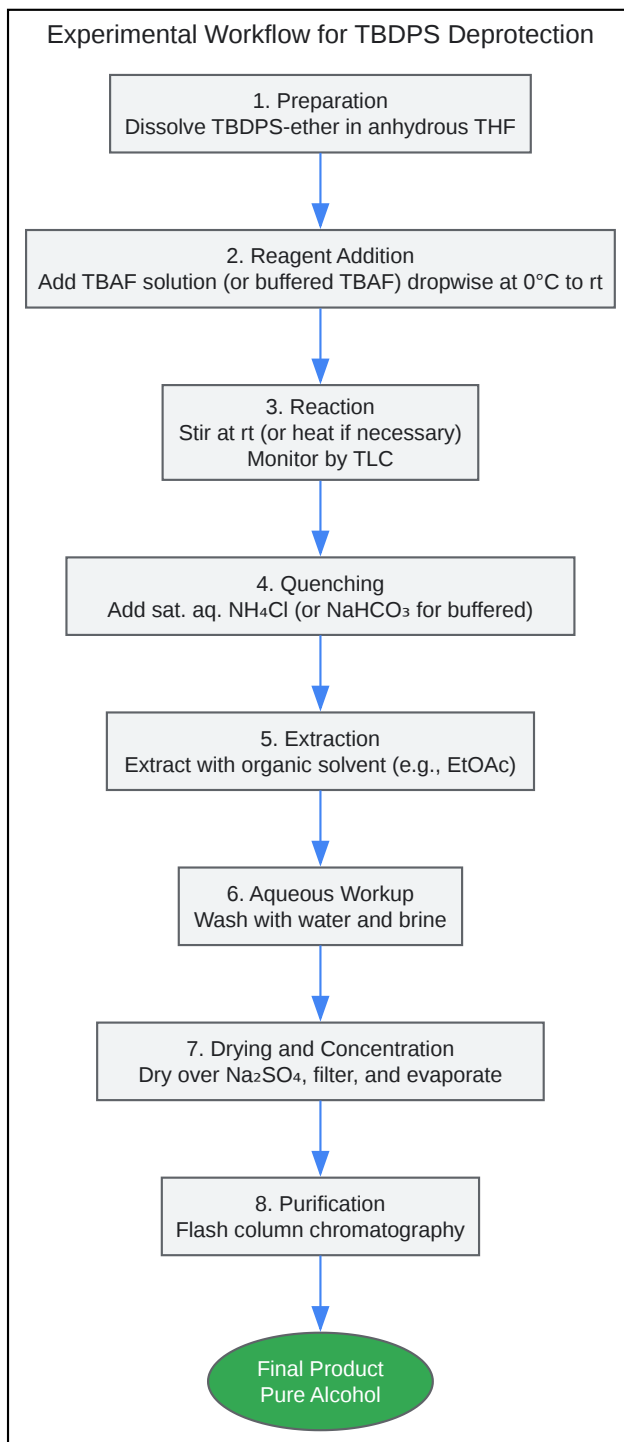 Experimental Workflow for TBDPS Deprotection
1. Preparation
Dissolve TBDPS-ether in anhydrous THF
2. Reagent Addition
Add TBAF solution (or buffered TBAF) dropwise at 0°C to rt
3. Reaction
Stir at rt (or heat if necessary)
Monitor by TLC
4. Quenching
Add sat. aq. NH₄Cl (or NaHCO₃ for buffered)
5. Extraction
Extract with organic solvent (e.g., EtOAc)
6. Aqueous Workup
Wash with water and brine
7. Drying and Concentration
Dry over Na₂SO₄, filter, and evaporate
8. Purification
Flash column chromatography
Final Product
Pure Alcohol